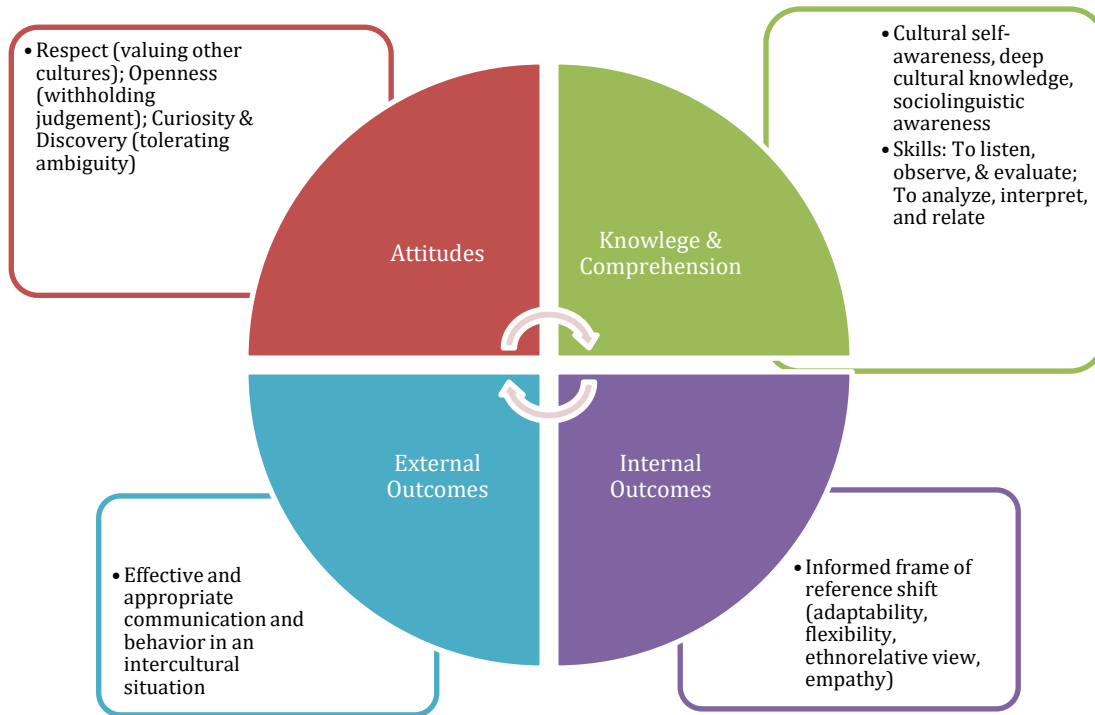 • Respect (valuing other
cultures); Openness
(withholding
judgement); Curiosity &
Discovery (tolerating
ambiguity)
• Cultural self-
awareness, deep
cultural knowledge,
sociolinguistic
awareness
• Skills: To listen,
observe, & evaluate;
To analyze, interpret,
and relate
Attitudes
Knowlege &
Comprehension
External
Outcomes
Internal
Outcomes
• Effective and
appropriate
communication and
behavior in an
intercultural
situation
• Informed frame of
reference shift
(adaptability,
flexibility,
ethnorelative view,
empathy)